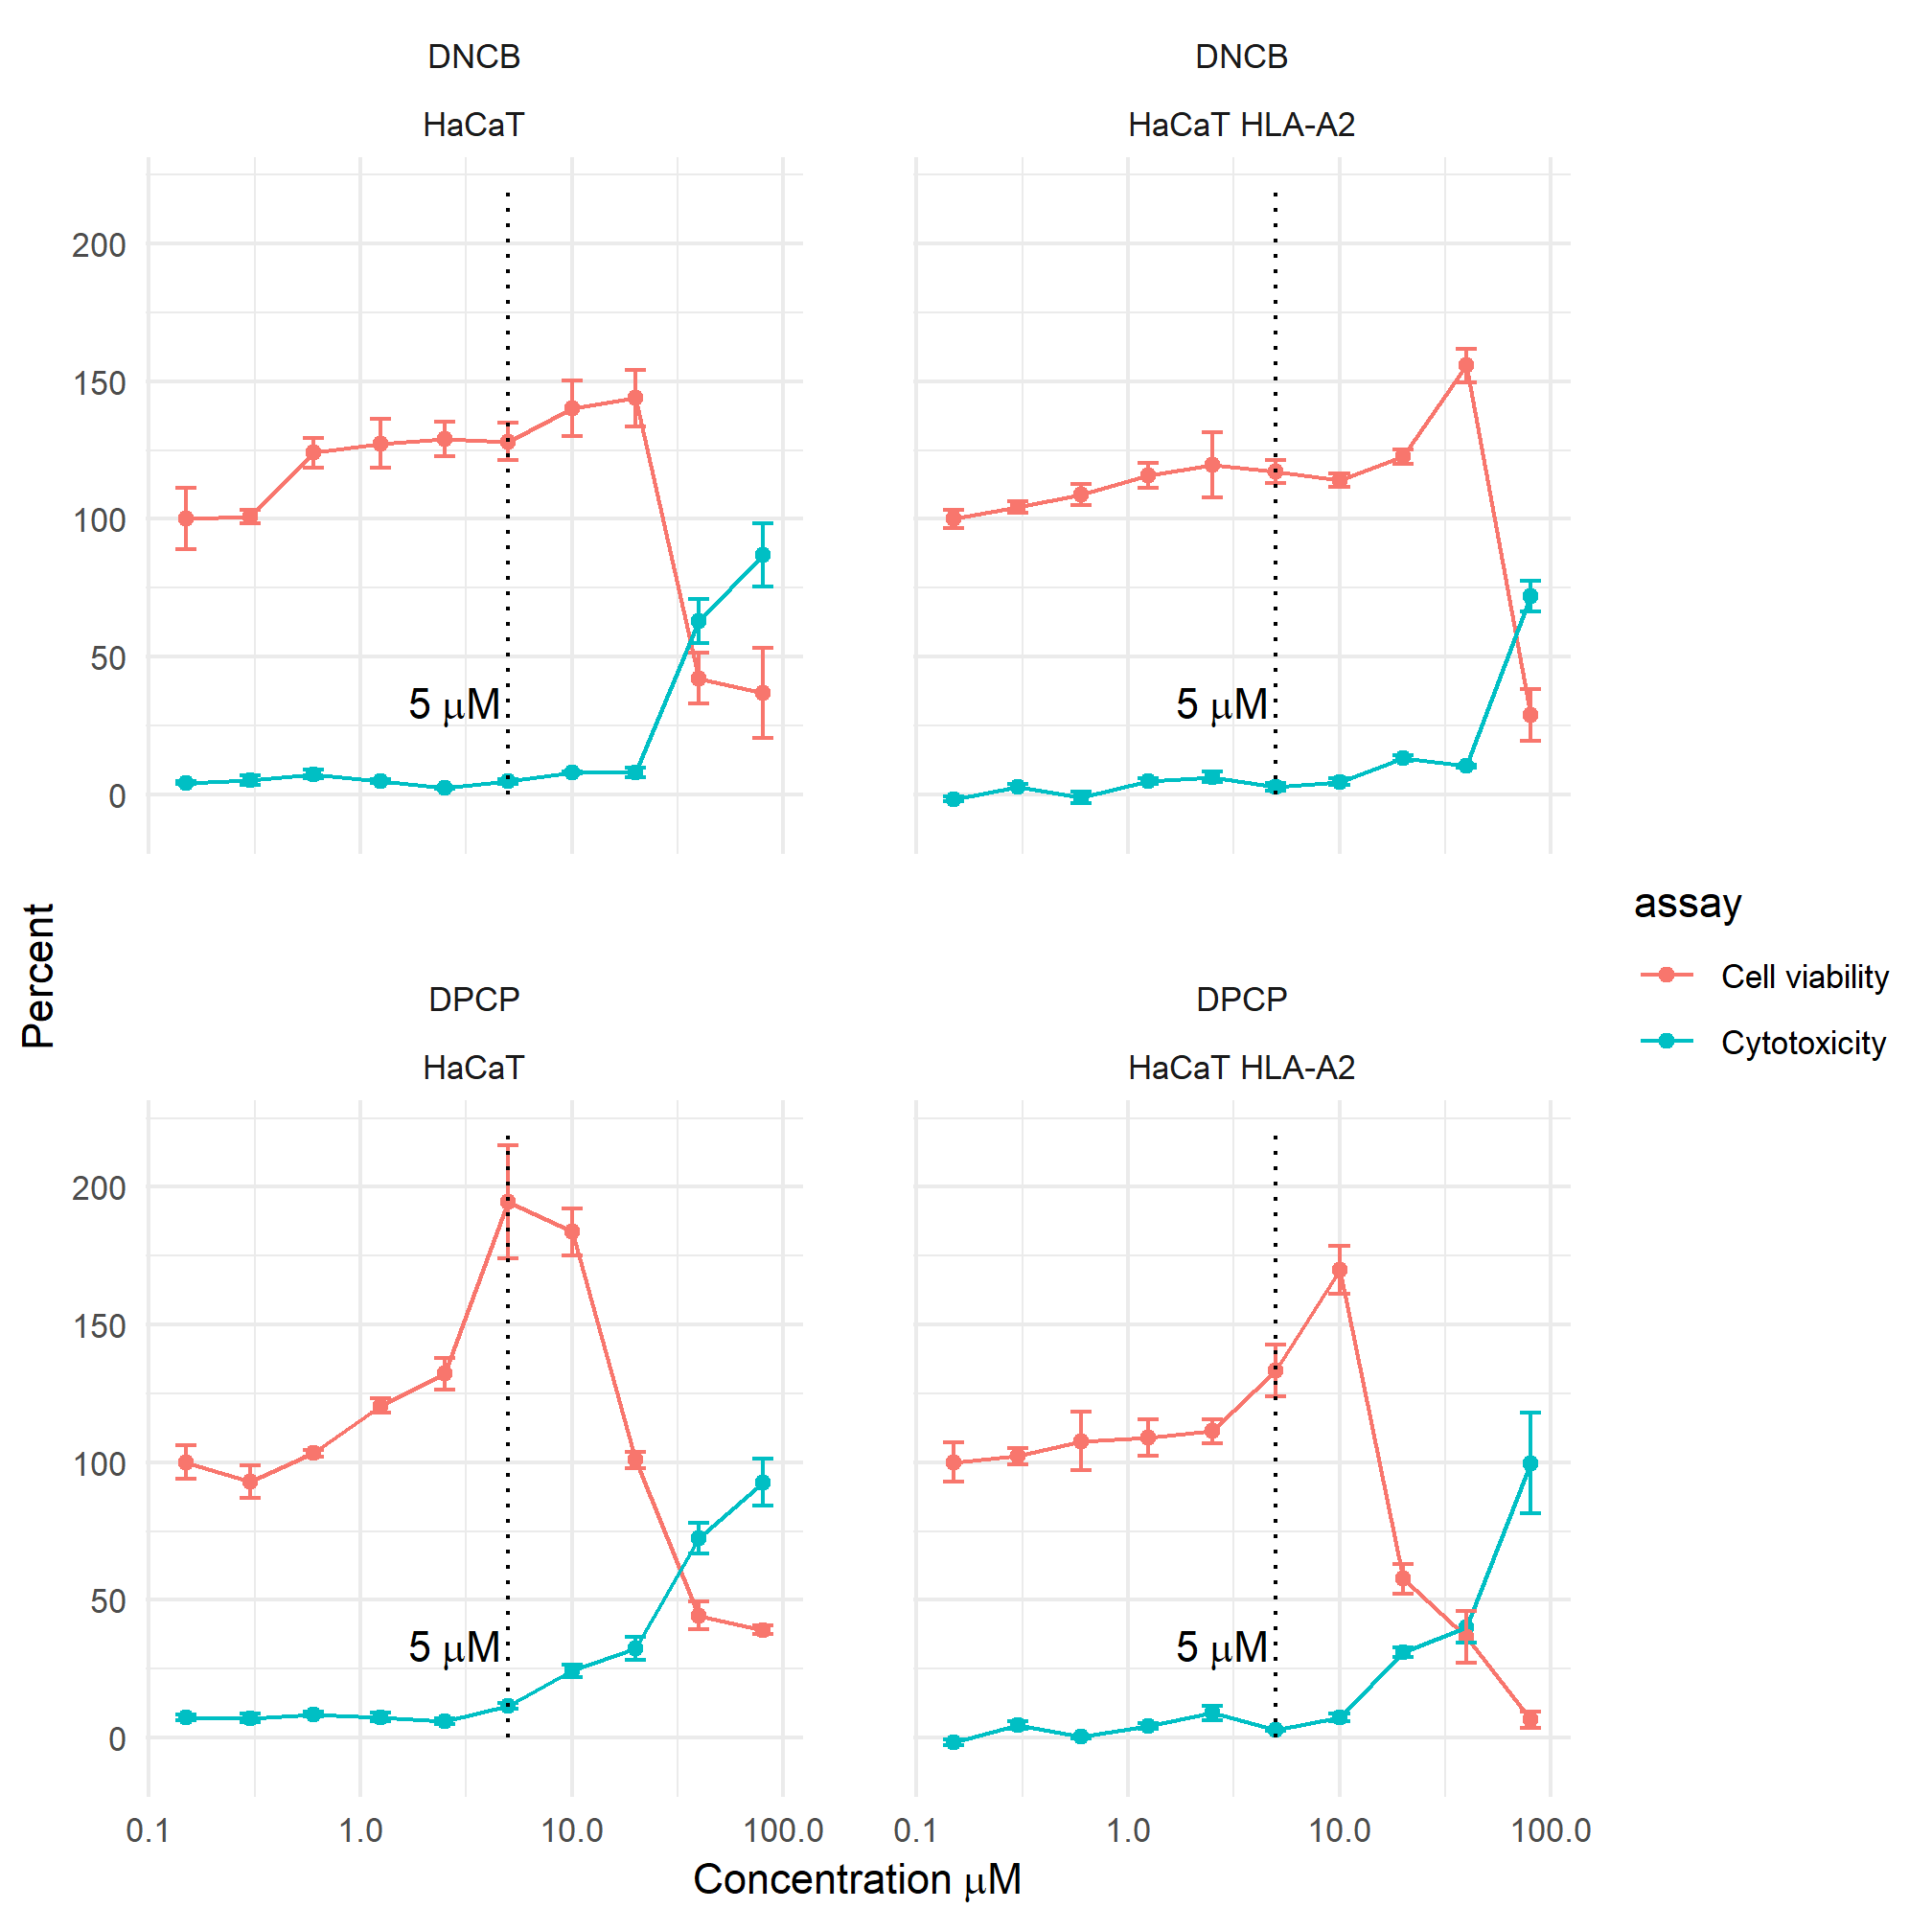 DNCB
HaCaT
DNCB
HaCaT HLA-A2
200
150
100
50
0
5 μM
5 μM
Percent
DPCP
HaCaT
DPCP
HaCaT HLA-A2
200
150
100
50
0
5 μM
5 μM
0.1
1.0
10.0
100.0
0.1
1.0
10.0
100.0
Concentration μM
assay
Cell viability
Cytotoxicity